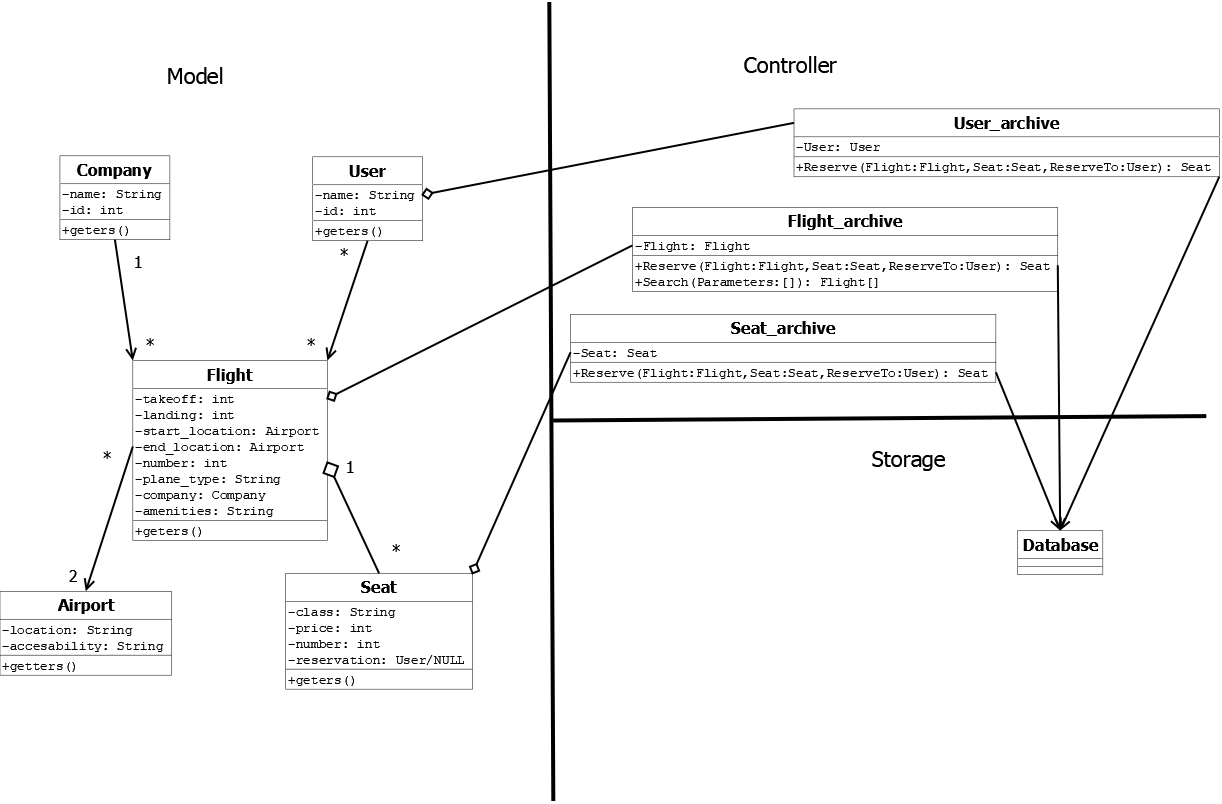 Model
Controller
Company
-name: String
-id: int
+geters()
User
-name: String
-id: int
+geters()
User_archive
-User: User
+Reserve(Flight:Flight,Seat:Seat,ReserveTo:User): Seat
Flight_archive
-Flight: Flight
+Reserve(Flight:Flight,Seat:Seat,ReserveTo:User): Seat
+Search(Parameters:[]): Flight[]
Seat_archive
-Seat: Seat
+Reserve(Flight:Flight,Seat:Seat,ReserveTo:User): Seat
1
*
*
*
Flight
-takeoff: int
-landing: int
-start_location: Airport
-end_location: Airport
-number: int
-plane_type: String
-company: Company
-amenities: String
+geters()
*
2
1
*
Airport
-location: String
-accesability: String
+getters()
Seat
-class: String
-price: int
-number: int
-reservation: User/NULL
+geters()
Storage
Database